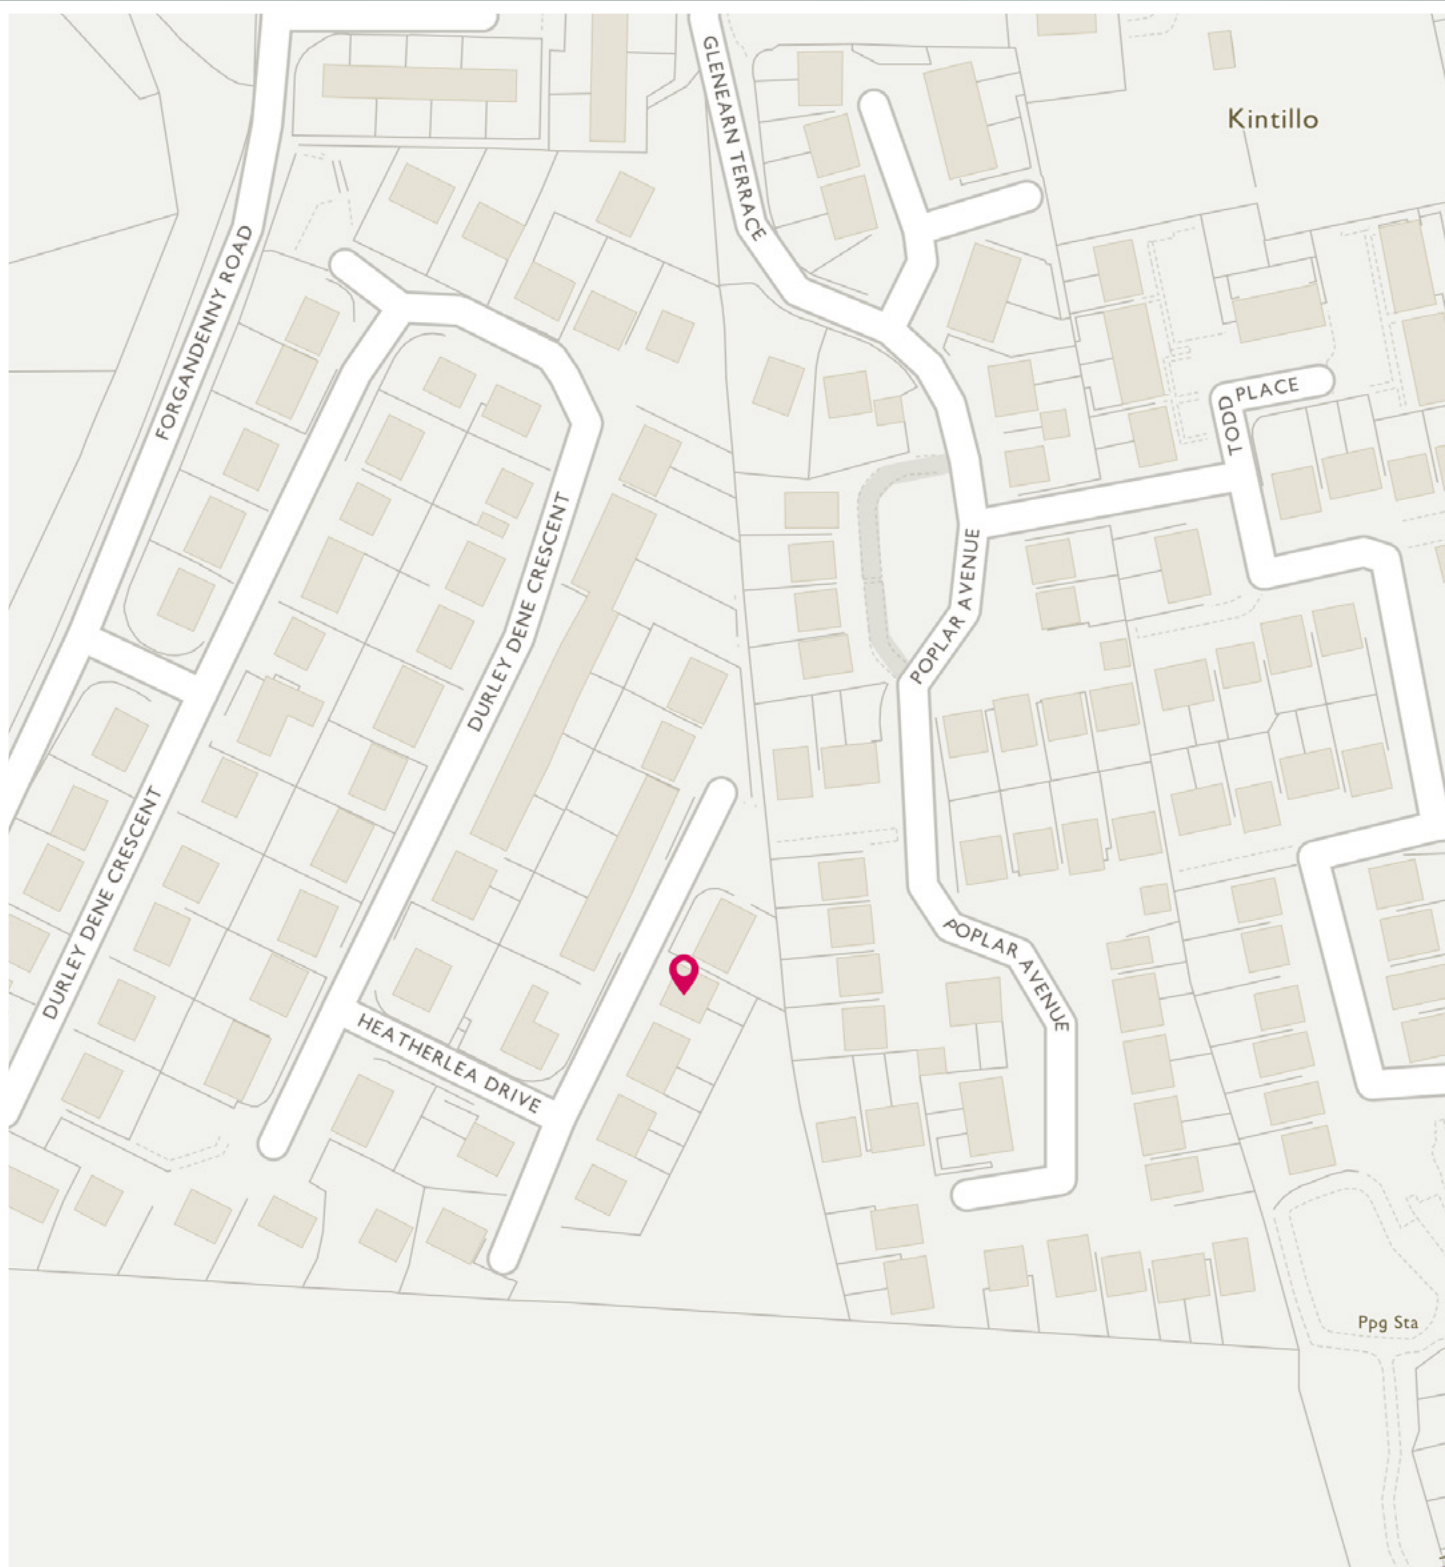 GLENEARN TERRACE
Kintillo
FORGANDENNY ROAD
TODD
PLACE
DURLEY DENE CRESCENT
POPLAR AVENUE
DURLEY DENE CRESCENT
POPLAR AVENUE
HEATHERLEA DRIVE
Ppg Sta